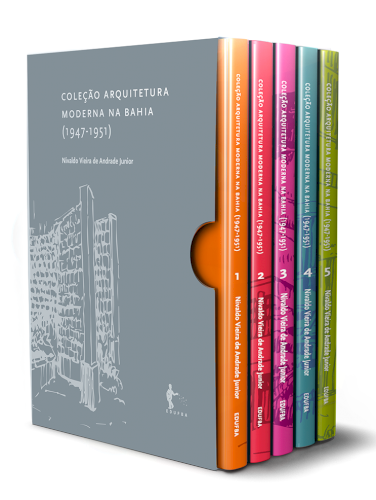 COLEÇÃO ARQUITETURA
MODERNA NA BAHIA
(1947-1951)
Nivaldo Vieira de Andrade Junior
EDUFBA
COLEÇÃO ARQUITETURA MODERNA NA BAHIA (1947-1951)
1
Nivaldo Vieira de Andrade Junior
EDUFBA
COLEÇÃO ARQUITETURA MODERNA NA BAHIA (1947-1951)
2
Nivaldo Vieira de Andrade Junior
EDUFBA
COLEÇÃO ARQUITETURA MODERNA NA BAHIA (1947-1951)
3
Nivaldo Vieira de Andrade Junior
EDUFBA
COLEÇÃO ARQUITETURA MODERNA NA BAHIA (1947-1951)
4
Nivaldo Vieira de Andrade Junior
EDUFBA
COLEÇÃO ARQUITETURA MODERNA NA BAHIA (1947-1951)
5
Nivaldo Vieira de Andrade Junior
EDUFBA